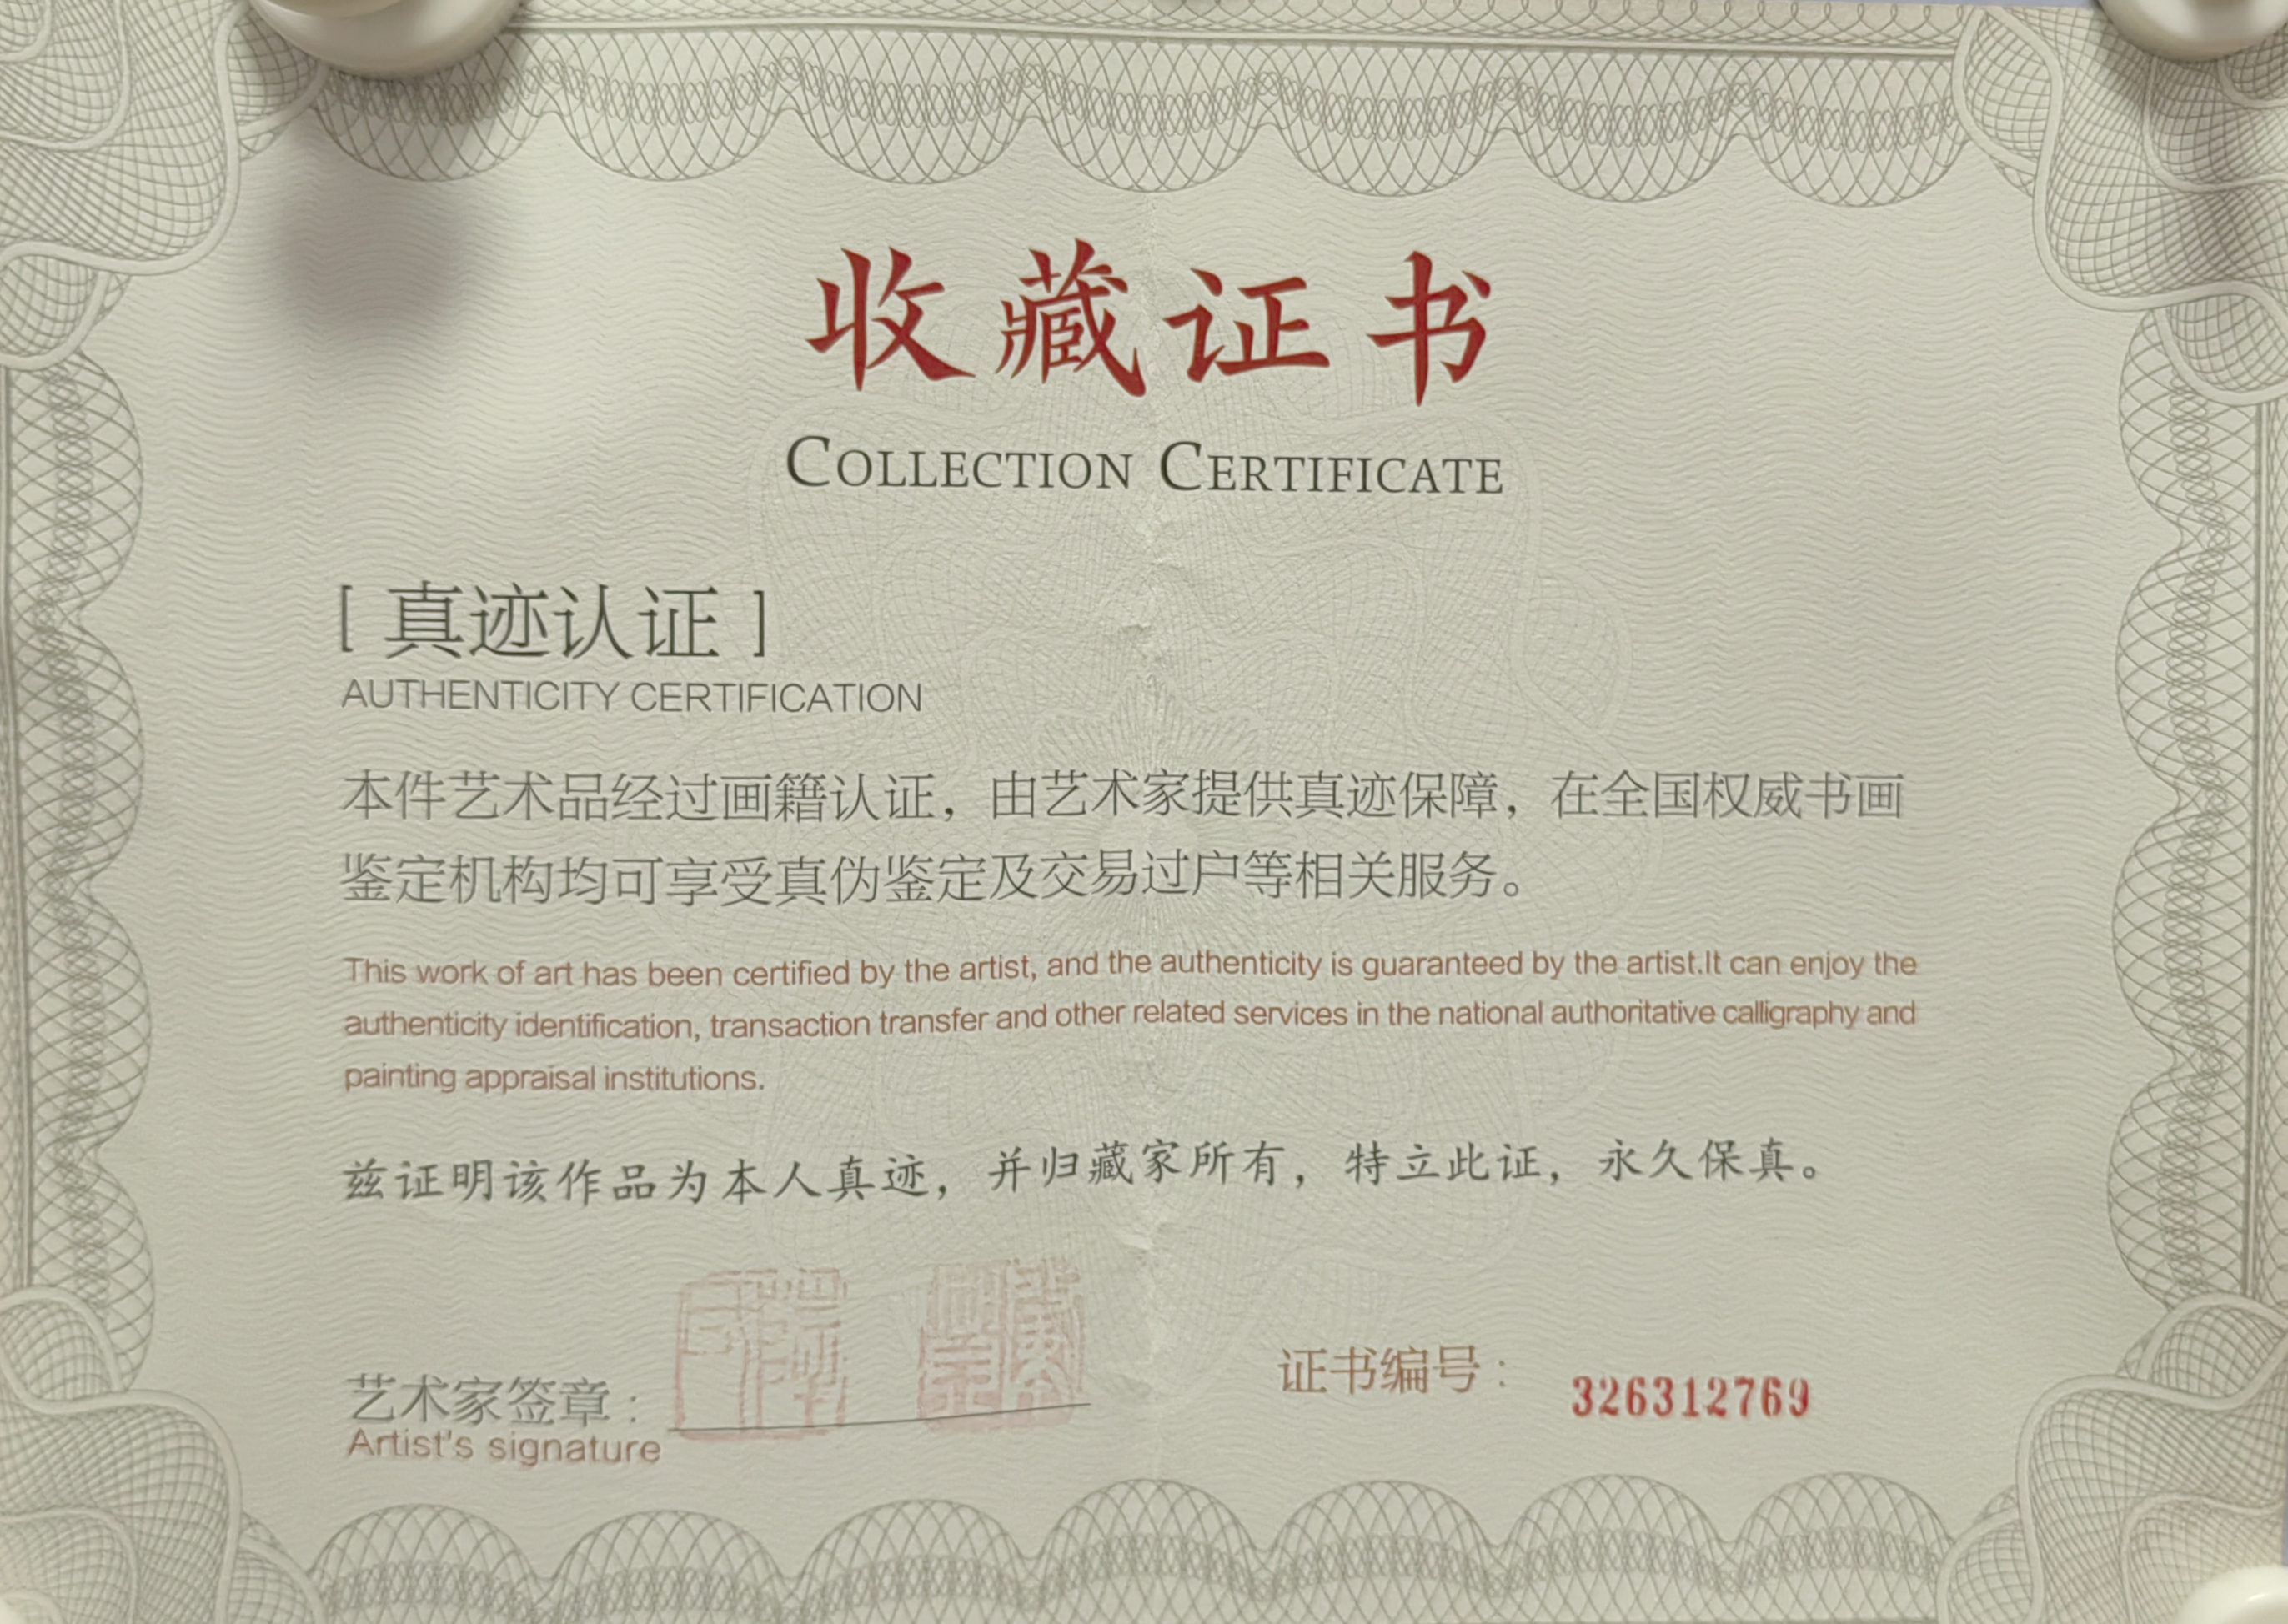 收藏证书
COLLECTION CERTIFICATE
[ 真迹认证 ]
AUTHENTICITY CERTIFICATION
本件艺术品经过画籍认证，由艺术家提供真迹保障，在全国权威书画
鉴定机构均可享受真伪鉴定及交易过户等相关服务。
This work of art has been certified by the artist, and the authenticity is guaranteed by the artist.It can enjoy the
authenticity identification, transaction transfer and other related services in the national authoritative calligraphy and
painting appraisal institutions.
兹证明该作品为本人真迹，并归藏家所有，特立此证，永久保真。
艺术家签章：
Artist's signature
证书编号：326312769